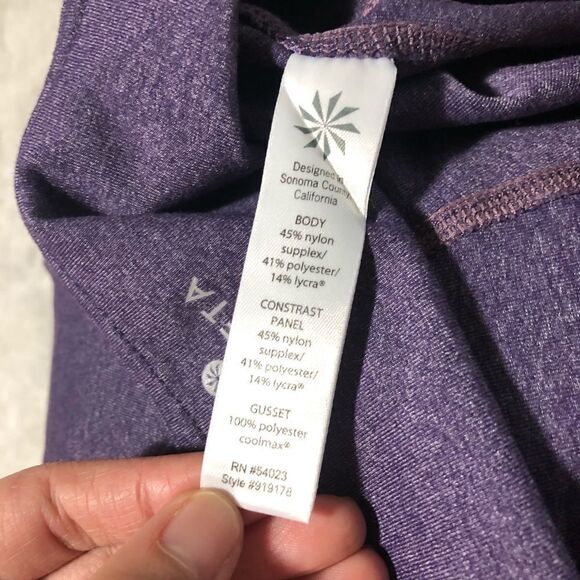 Designed in
Sonoma County
California
BODY
45% nylon
supplex/
41% polyester/
14% lycra®
CONSTRAST
PANEL
45% nylon
supplex/
41% polyester/
14% lycra®
GUSSET
100% polyester
coolmax®
RN #54023
Style #919178